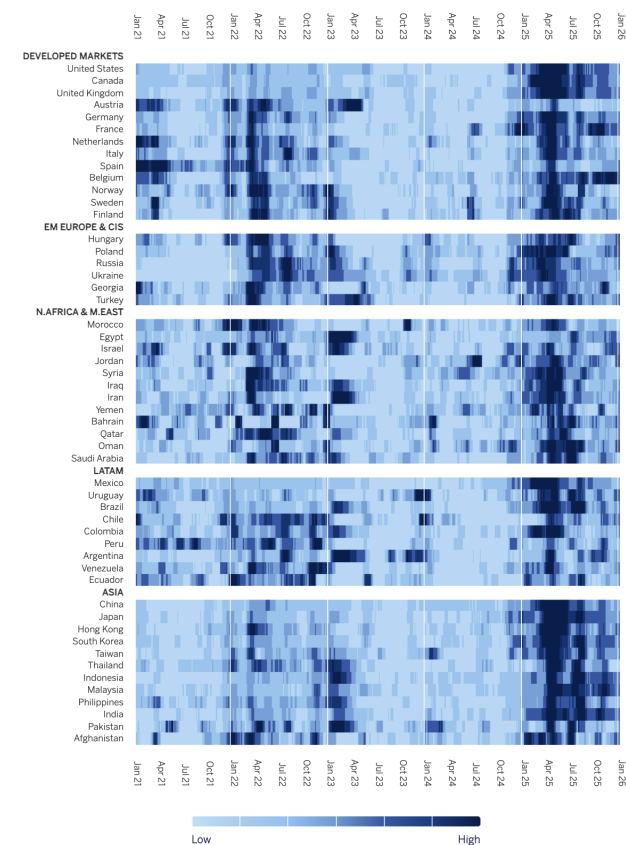 Jan 21 Apr 21 Jul 21 Oct 21 Jan 22 Apr 22 Jul 22 Oct 22 Jan 23 Apr 23 Jul 23 Oct 23 Jan 24 Apr 24 Jul 24 Oct 24 Jan 25 Apr 25 Jul 25 Oct 25 Jan 26
DEVELOPED MARKETS
United States
Canada
United Kingdom
Austria
Germany
France
Netherlands
Italy
Spain
Belgium
Norway
Sweden
Finland
EM EUROPE & CIS
Hungary
Poland
Russia
Ukraine
Georgia
Turkey
N.AFRICA & M.EAST
Morocco
Egypt
Israel
Jordan
Syria
Iraq
Iran
Yemen
Bahrain
Qatar
Oman
Saudi Arabia
LATAM
Mexico
Uruguay
Brazil
Chile
Colombia
Peru
Argentina
Venezuela
Ecuador
ASIA
China
Japan
Hong Kong
South Korea
Taiwan
Thailand
Indonesia
Malaysia
Philippines
India
Pakistan
Afghanistan
Jan 21 Apr 21 Jul 21 Oct 21 Jan 22 Apr 22 Jul 22 Oct 22 Jan 23 Apr 23 Jul 23 Oct 23 Jan 24 Apr 24 Jul 24 Oct 24 Jan 25 Apr 25 Jul 25 Oct 25 Jan 26
Low High